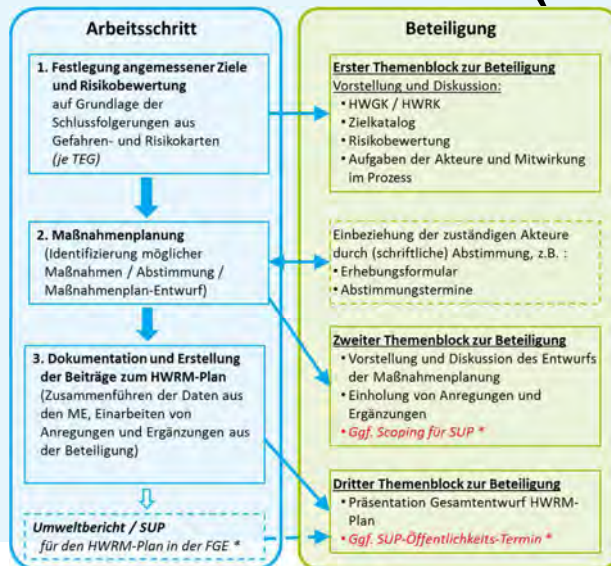 Arbeitsschritt
1. Festlegung angemessener Ziele
und Risikobewertung
auf Grundlage der
Schlussfolgerungen aus
Gefahren- und Risikokarten
(je TEG)
2. Maßnahmenplanung
(Identifizierung möglicher
Maßnahmen / Abstimmung /
Maßnahmenplan-Entwurf)
3. Dokumentation und Erstellung
der Beiträge zum HWRM-Plan
(Zusammenführen der Daten aus
den ME, Einarbeiten von
Anregungen und Ergänzungen aus
der Beteiligung)
Umweltbericht / SUP
für den HWRM-Plan in der FGE *
Beteiligung
Erster Themenblock zur Beteiligung
Vorstellung und Diskussion:
• HWGK / HWRK
• Zielkatalog
• Risikobewertung
• Aufgaben der Akteure und Mitwirkung
im Prozess
Einbeziehung der zuständigen Akteure
durch (schriftliche) Abstimmung, z.B. :
• Erhebungsformular
• Abstimmungstermine
Zweiter Themenblock zur Beteiligung
• Vorstellung und Diskussion des Entwurfs
der Maßnahmenplanung
• Einholung von Anregungen und
Ergänzungen
• Ggf. Scoping für SUP *
Dritter Themenblock zur Beteiligung
• Präsentation Gesamtentwurf HWRM-
Plan
• Ggf. SUP-Öffentlichkeits-Termin *